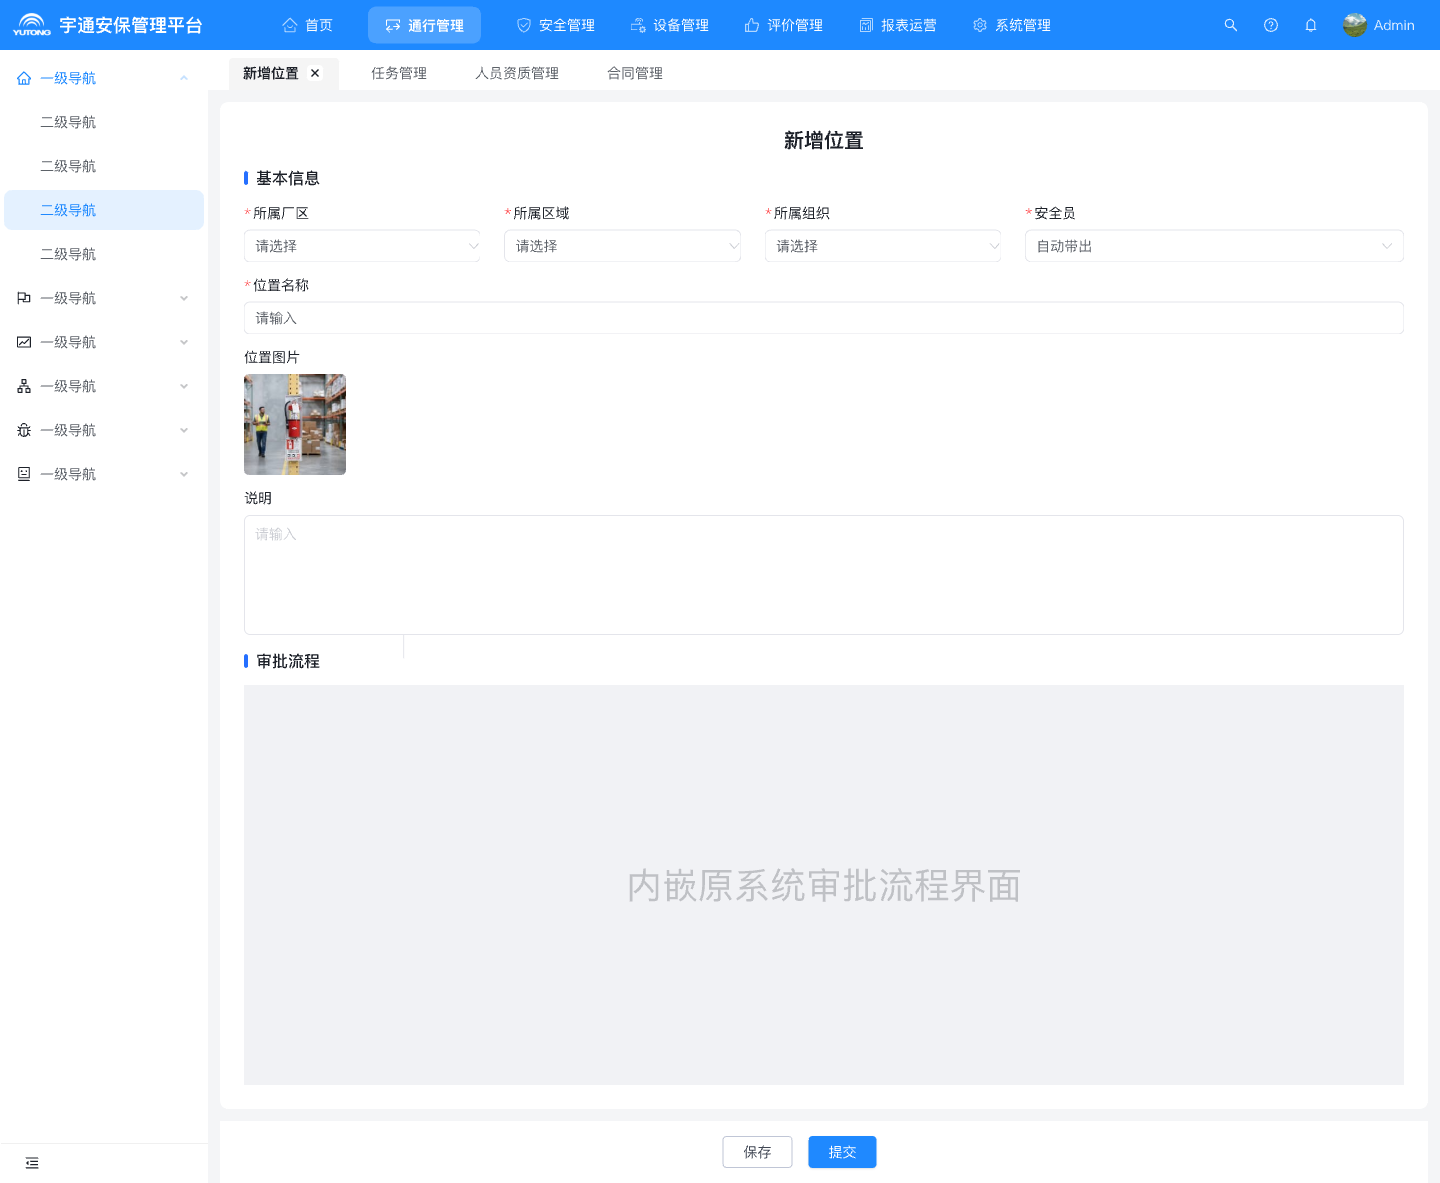 YUTONG 宇通安保管理平台 首页 通行管理 安全管理 设备管理 评价管理 报表运营 系统管理 Admin
新增位置 任务管理 人员资质管理 合同管理
一级导航
二级导航
二级导航
二级导航
二级导航
一级导航
一级导航
一级导航
一级导航
一级导航
新增位置
基本信息
*所属厂区 *所属区域 *所属组织 *安全员
请选择 请选择 请选择 自动带出
*位置名称
请输入
位置图片
说明
请输入
审批流程
内嵌原系统审批流程界面
保存 提交